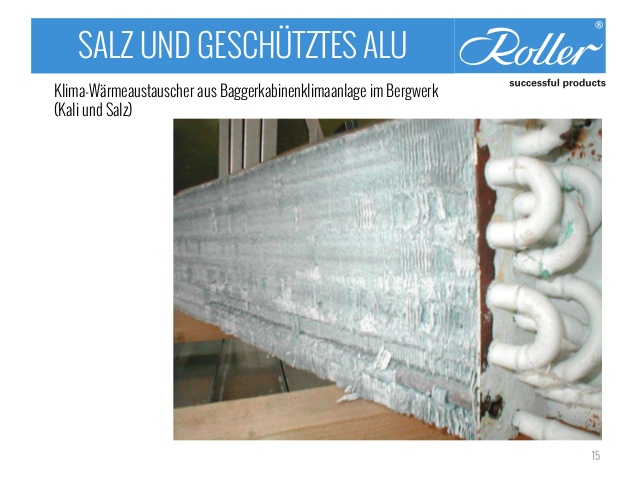 SALZ UND GESCHÜTZTES ALU
Roller®
successful products
Klima-Wärmeaustauscher aus Baggerkabinenklimaanlage im Bergwerk
(Kali und Salz)
15